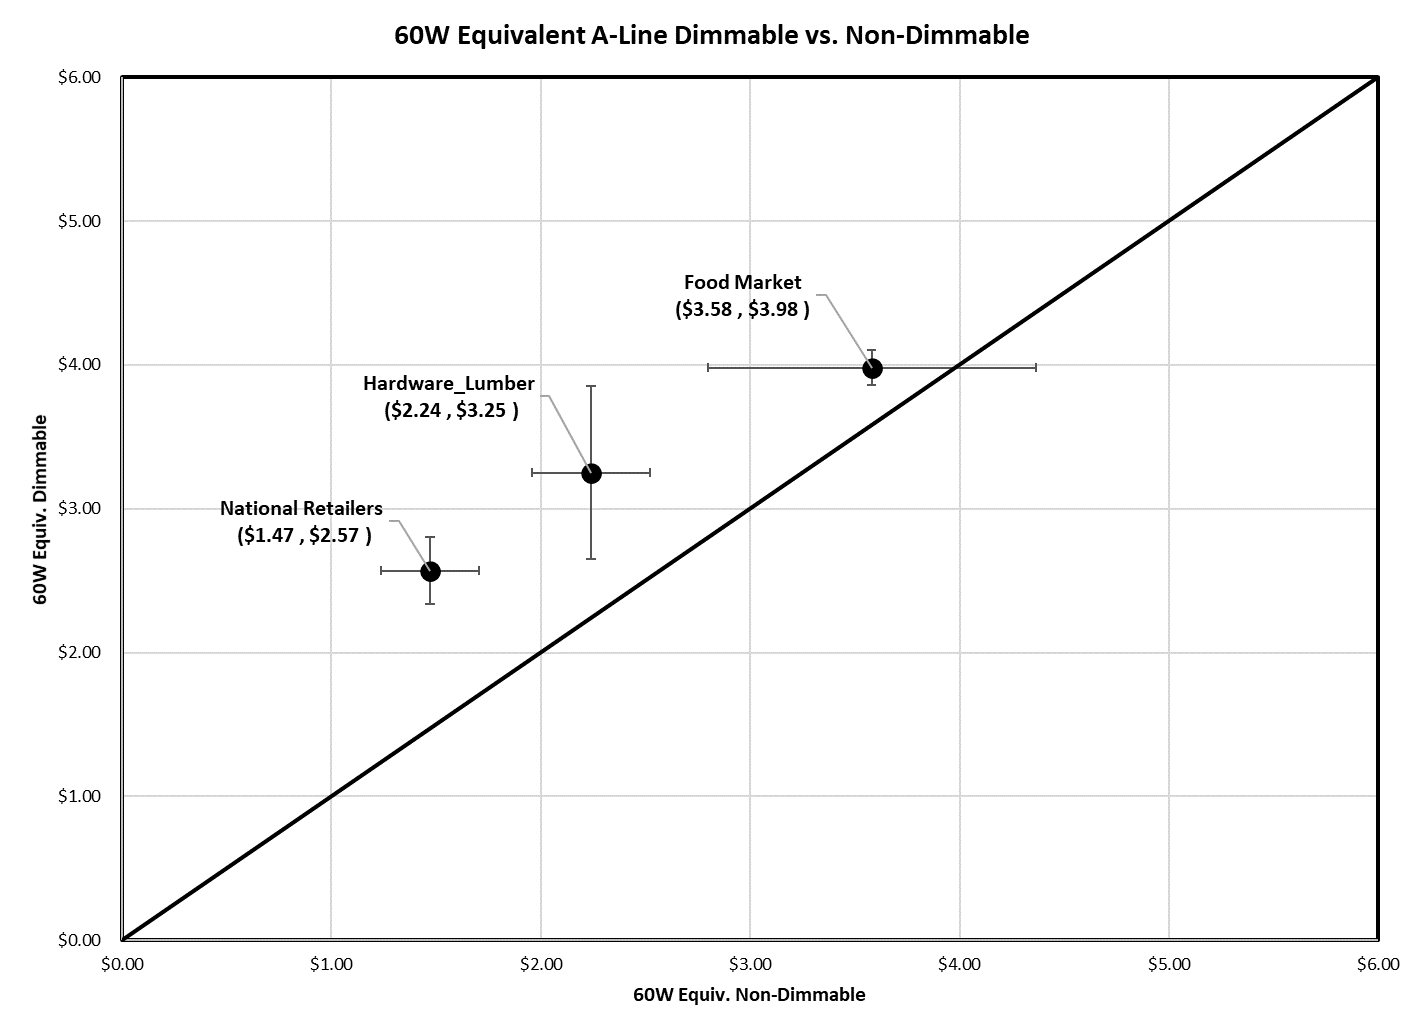 60W Equivalent A-Line Dimmable vs. Non-Dimmable
$6.00
$5.00
$4.00
$3.00
$2.00
$1.00
$0.00
60W Equiv. Dimmable
Food Market
($3.58 , $3.98 )
Hardware_Lumber
($2.24 , $3.25 )
National Retailers
($1.47 , $2.57 )
$0.00 $1.00 $2.00 $3.00 $4.00 $5.00 $6.00
60W Equiv. Non-Dimmable